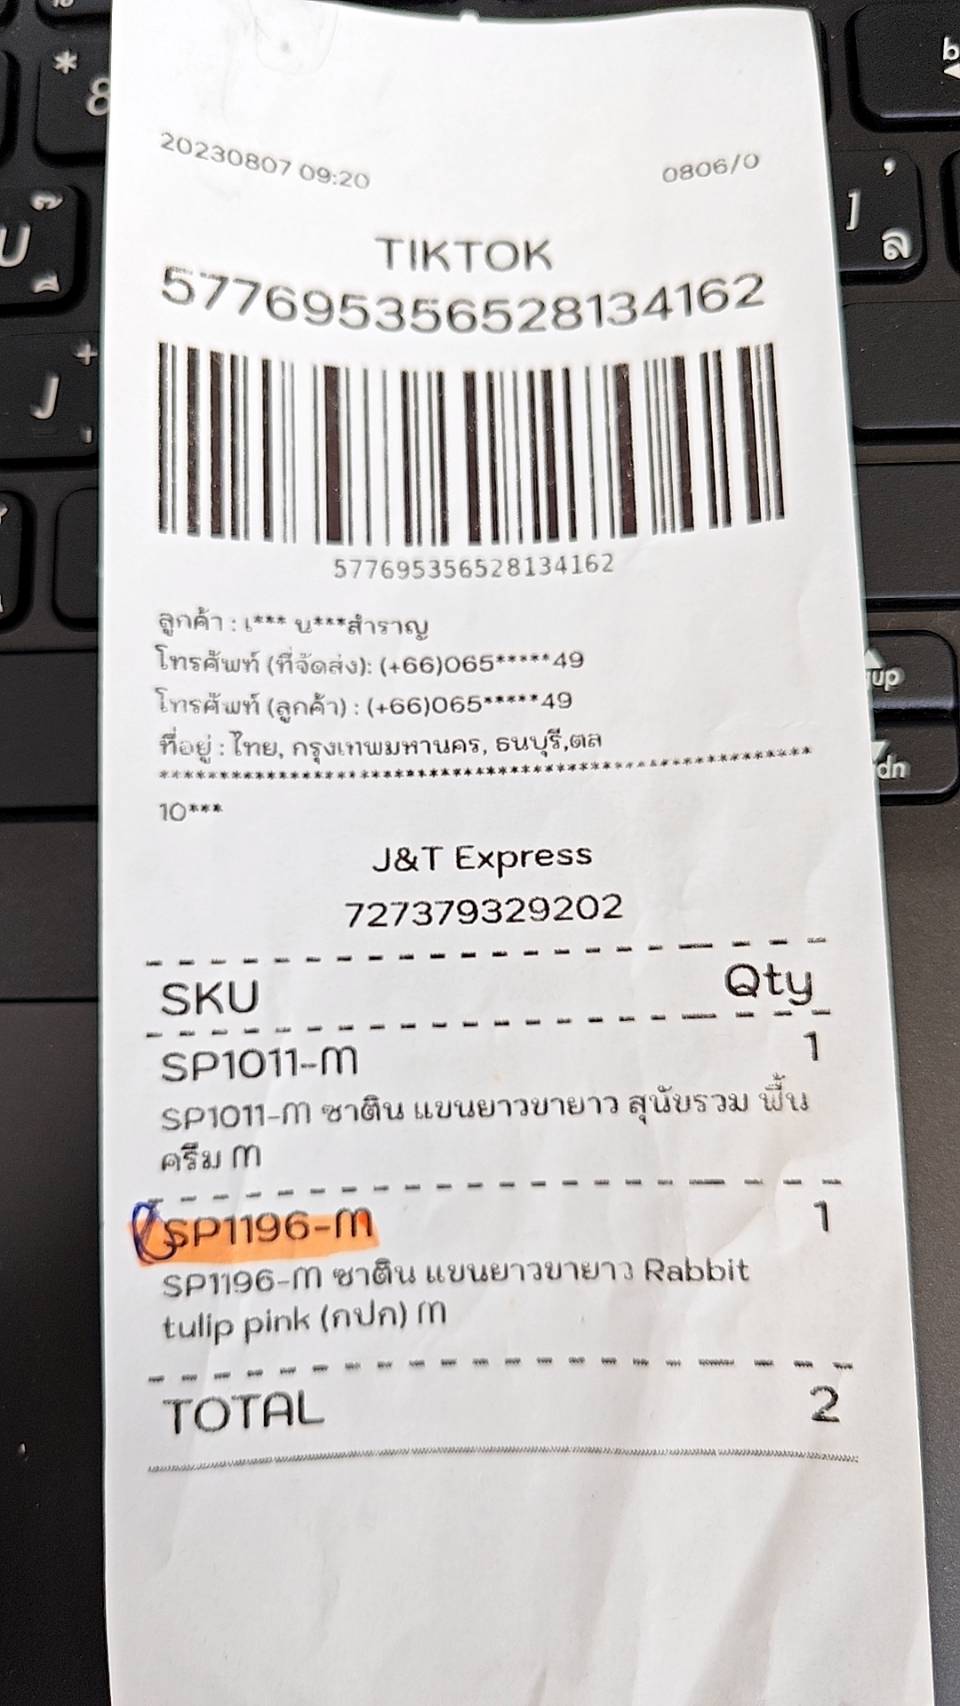 20230807 09:20 0806/0
TIKTOK
577695356528134162
577695356528134162
ลูกค้า : เ*** บ***สำราญ
โทรศัพท์ (ที่จัดส่ง): (+66)065*****49
โทรศัพท์ (ลูกค้า) : (+66)065*****49
ที่อยู่ : ไทย, กรุงเทพมหานคร, ธนบุรี,ตล
************************************************************
10***
J&T Express
727379329202
SKU Qty
SP1011-M 1
SP1011-M ซาติน แขนยาวขายาว สุนัขรวม พื้น
ครีม M
SP1196-M 1
SP1196-M ซาติน แขนยาวขายาว Rabbit
tulip pink (กปก) M
TOTAL 2
* 8
J
up
dn
ล